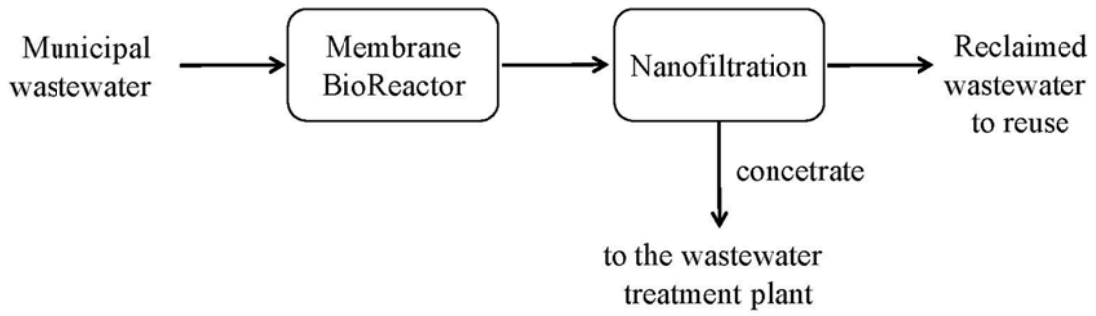 Municipal
wastewater
Membrane
BioReactor
Nanofiltration
Reclaimed
wastewater
to reuse
concetrate
to the wastewater
treatment plant